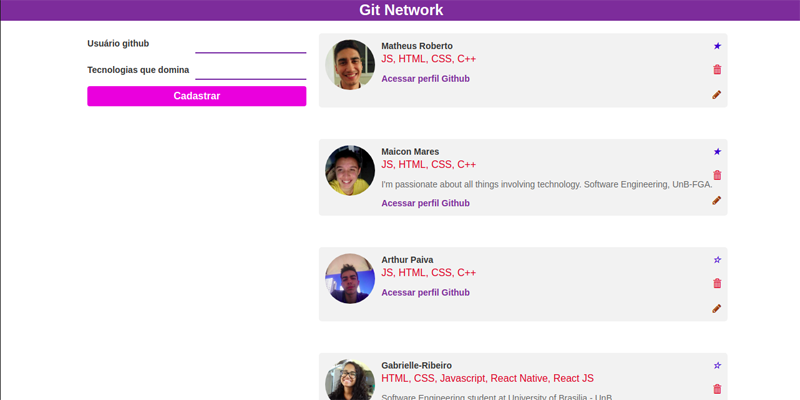 Git Network
Usuário github
Tecnologias que domina
Cadastrar
Matheus Roberto
JS, HTML, CSS, C++
Acessar perfil Github
Maicon Mares
JS, HTML, CSS, C++
I'm passionate about all things involving technology. Software Engineering, UnB-FGA.
Acessar perfil Github
Arthur Paiva
JS, HTML, CSS, C++
Acessar perfil Github
Gabrielle-Ribeiro
HTML, CSS, Javascript, React Native, React JS
Software Engineering student at University of Brasilia - UnB